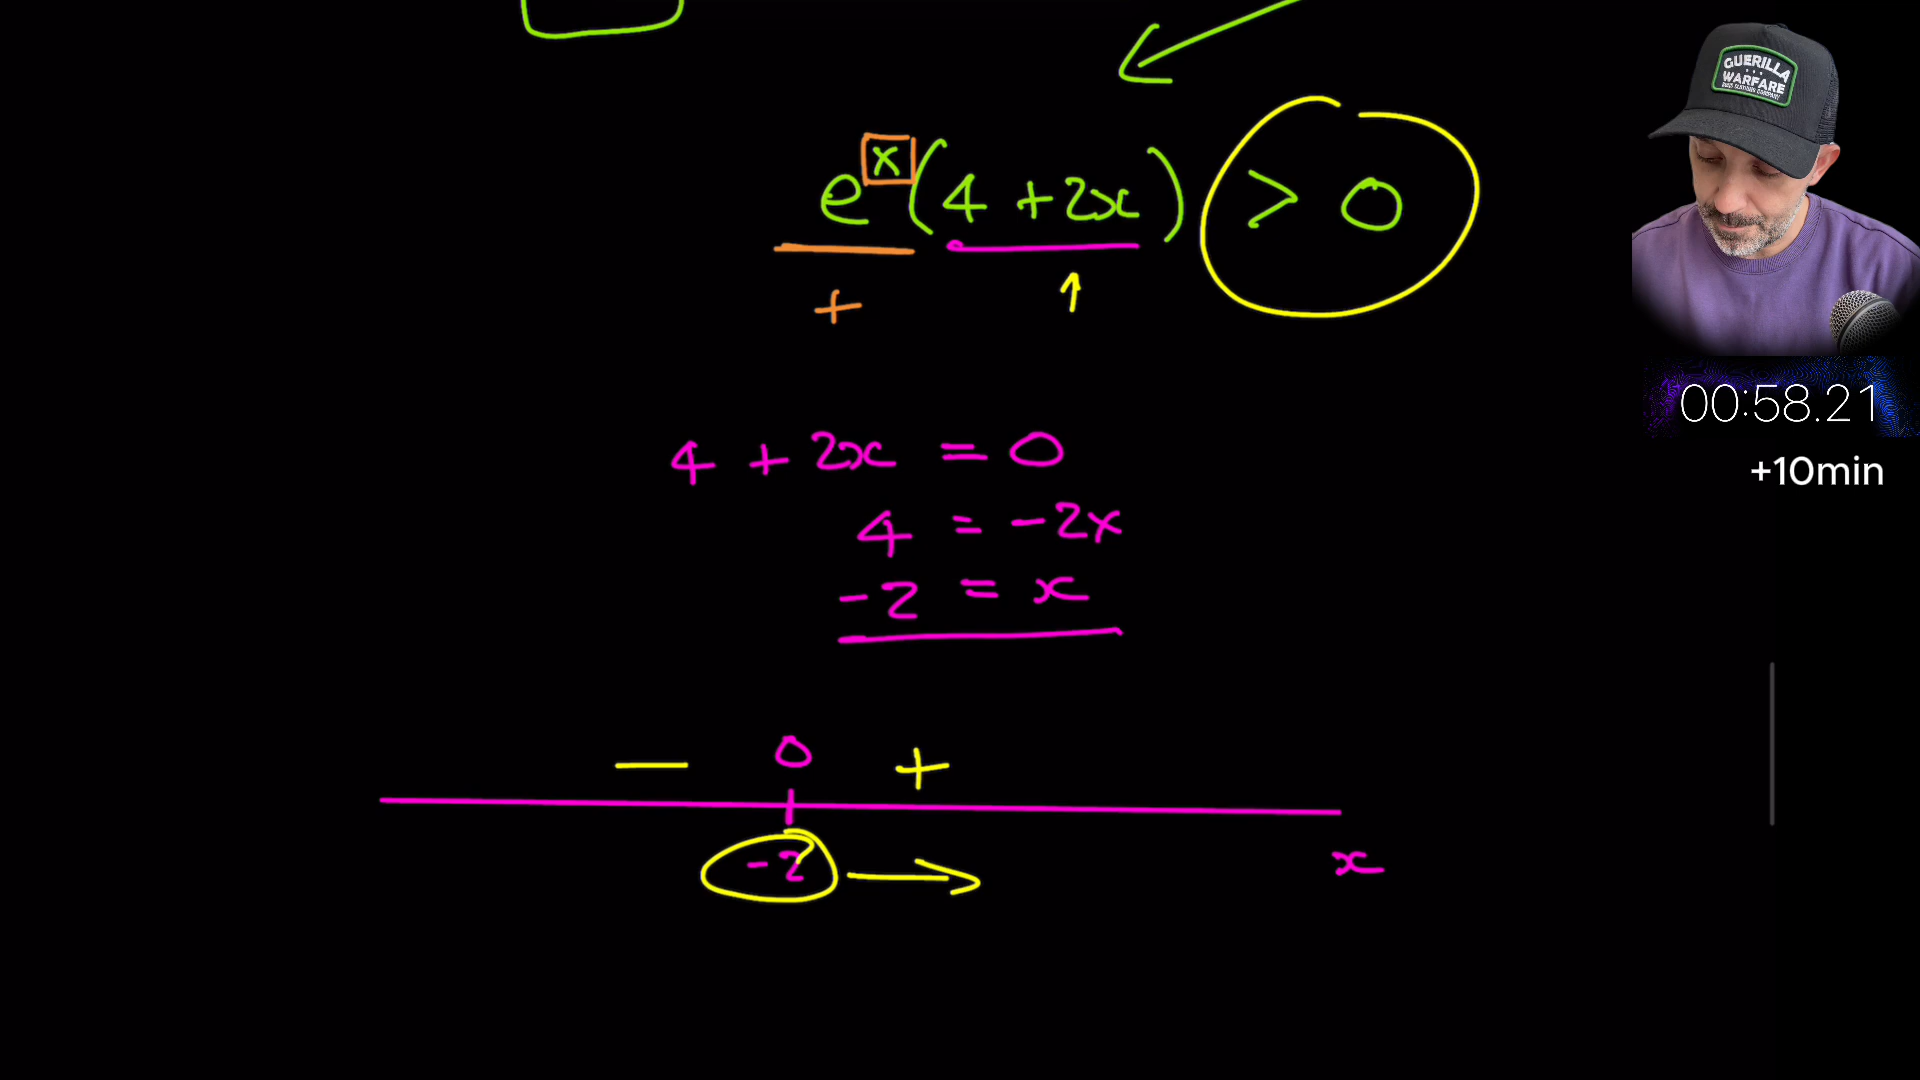 GUERILLA
WARFARE
e^x(4 + 2x) > 0
+ ↑
00:58.21
+10min
4 + 2x = 0
4 = -2x
-2 = x
— 0 +
-2 → x